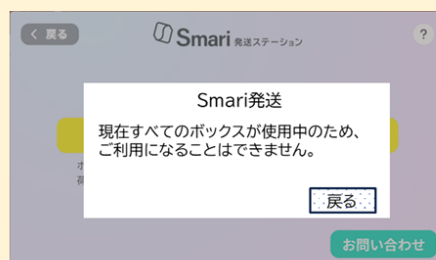 戻る
Smari 発送ステーション
?
Smari発送
現在すべてのボックスが使用中のため、
ご利用になることはできません。
戻る
お問い合わせ